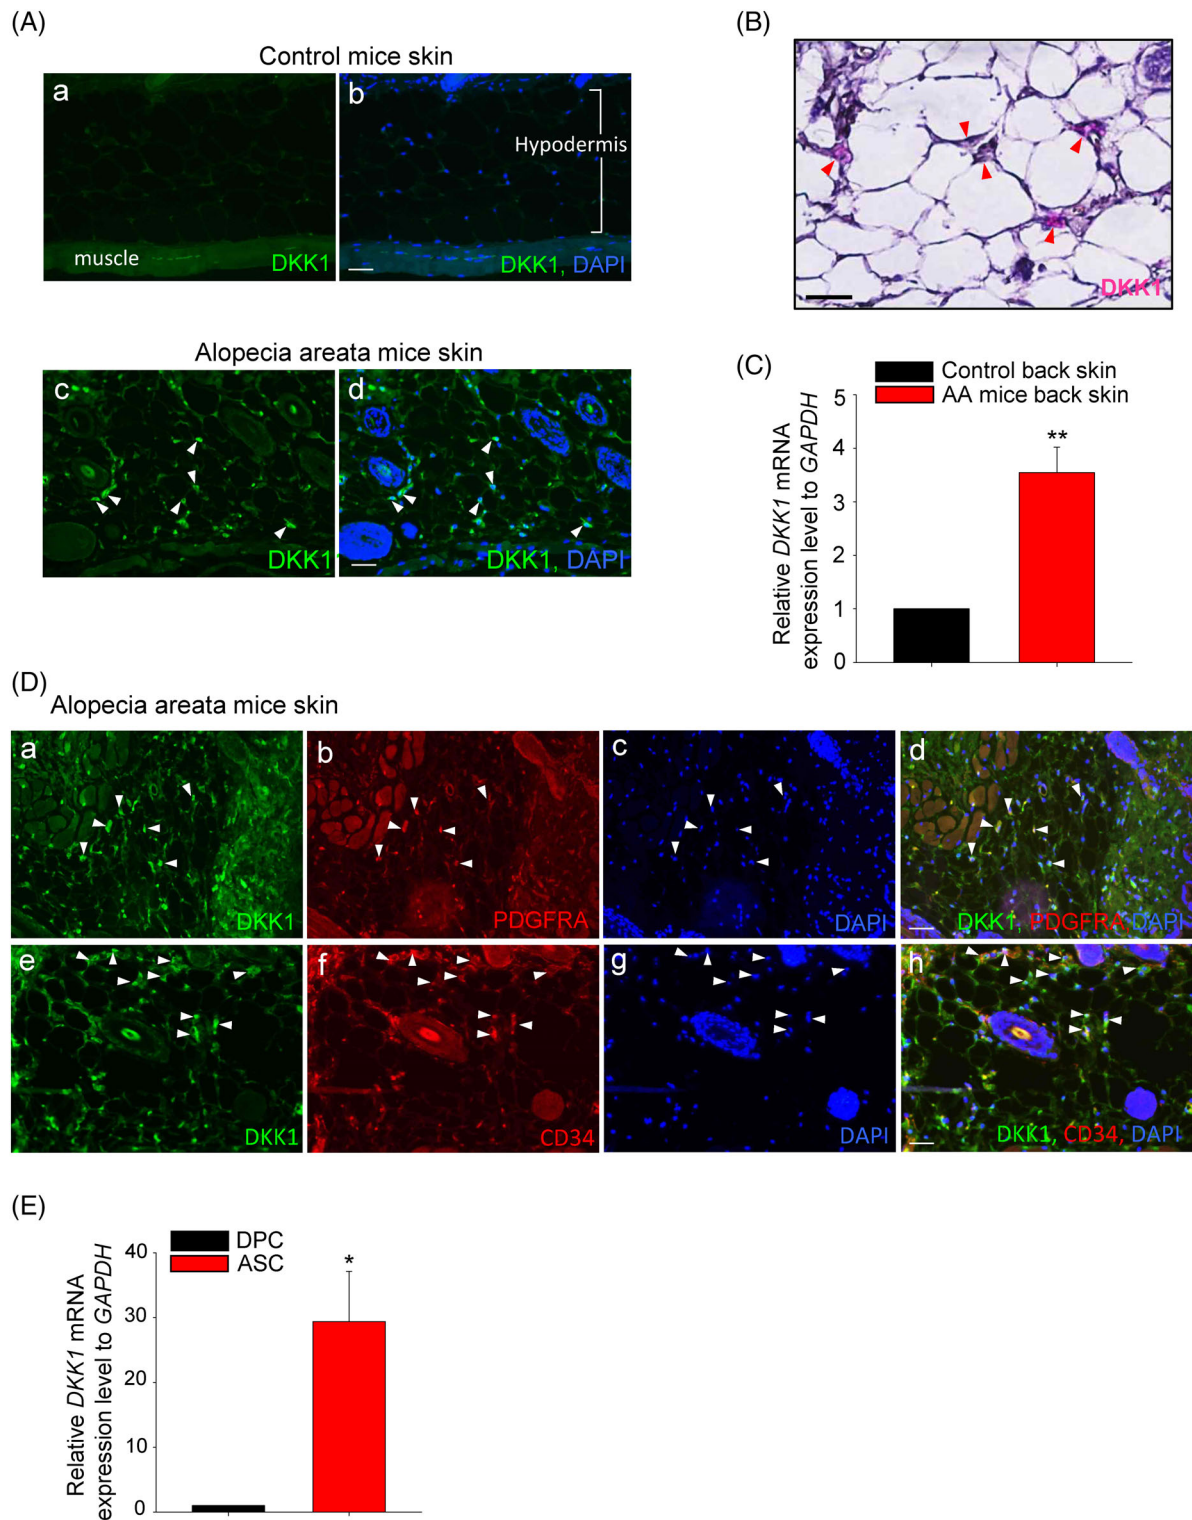 (A)
Control mice skin
a
b
Hypodermis
muscle
DKK1
DKK1, DAPI
Alopecia areata mice skin
c
d
DKK1
DKK1, DAPI
(B)
DKK1
(C)
Control back skin
AA mice back skin
Relative DKK1 mRNA
expression level to GAPDH
5
4
3
2
1
0
**
(D)
Alopecia areata mice skin
a
b
c
d
DKK1
PDGFRA
DAPI
DKK1, PDGFRA, DAPI
e
f
g
h
DKK1
CD34
DAPI
DKK1, CD34, DAPI
(E)
DPC
ASC
Relative DKK1 mRNA
expression level to GAPDH
40
30
20
10
0
*